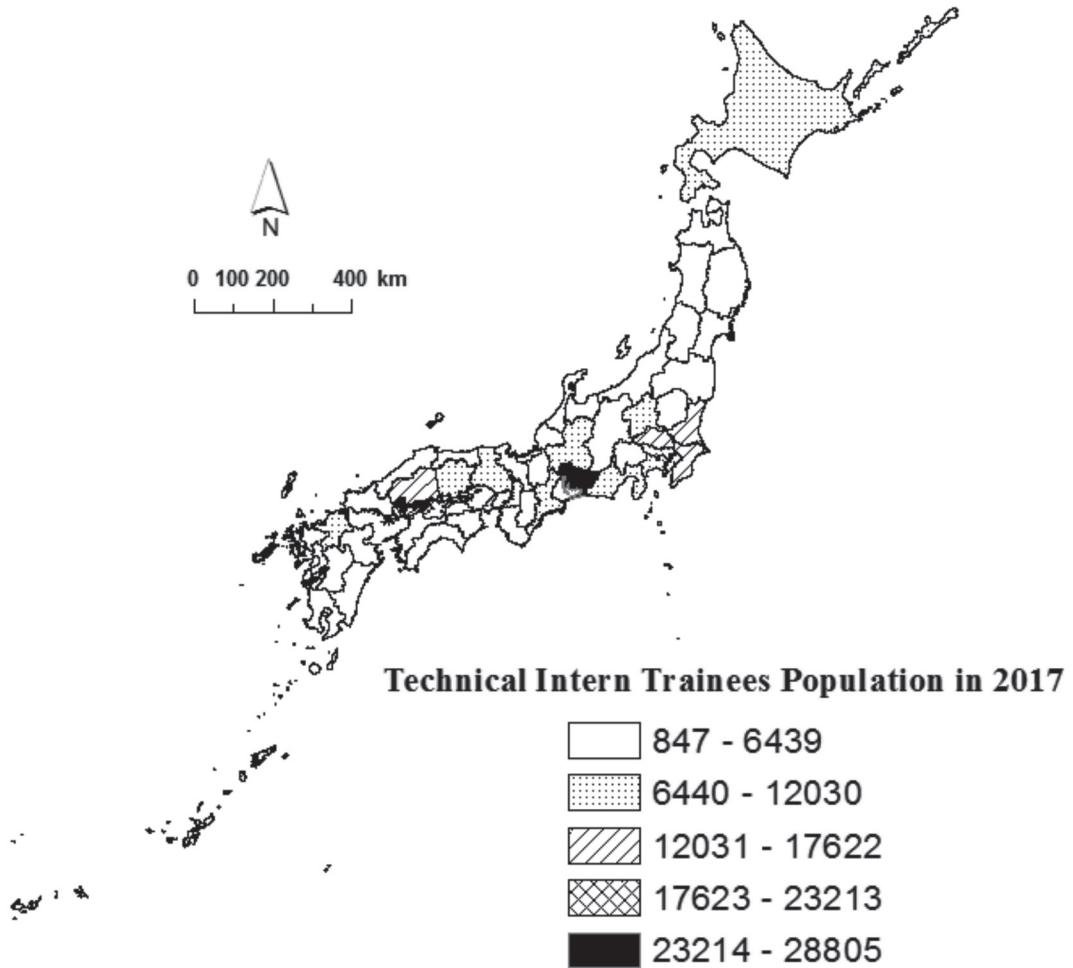 N
0 100 200 400 km
Technical Intern Trainees Population in 2017
847 - 6439
6440 - 12030
12031 - 17622
17623 - 23213
23214 - 28805